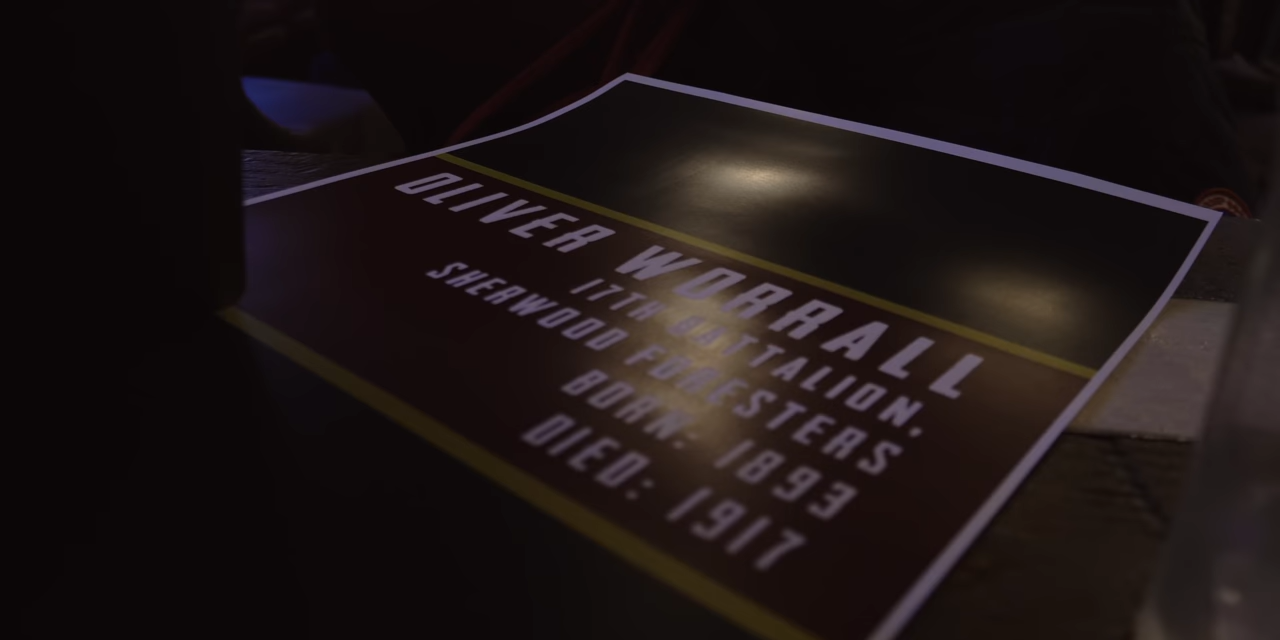 OLIVER WORRALL
17TH BATTALION,
SHERWOOD FORESTERS
BORN: 1893
DIED: 1917